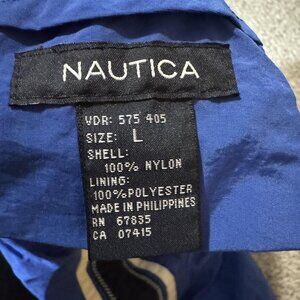 NAUTICA
VDR: 575 405
SIZE: L
SHELL:
100% NYLON
LINING:
100%POLYESTER
MADE IN PHILIPPINES
RN 67835
CA 07415